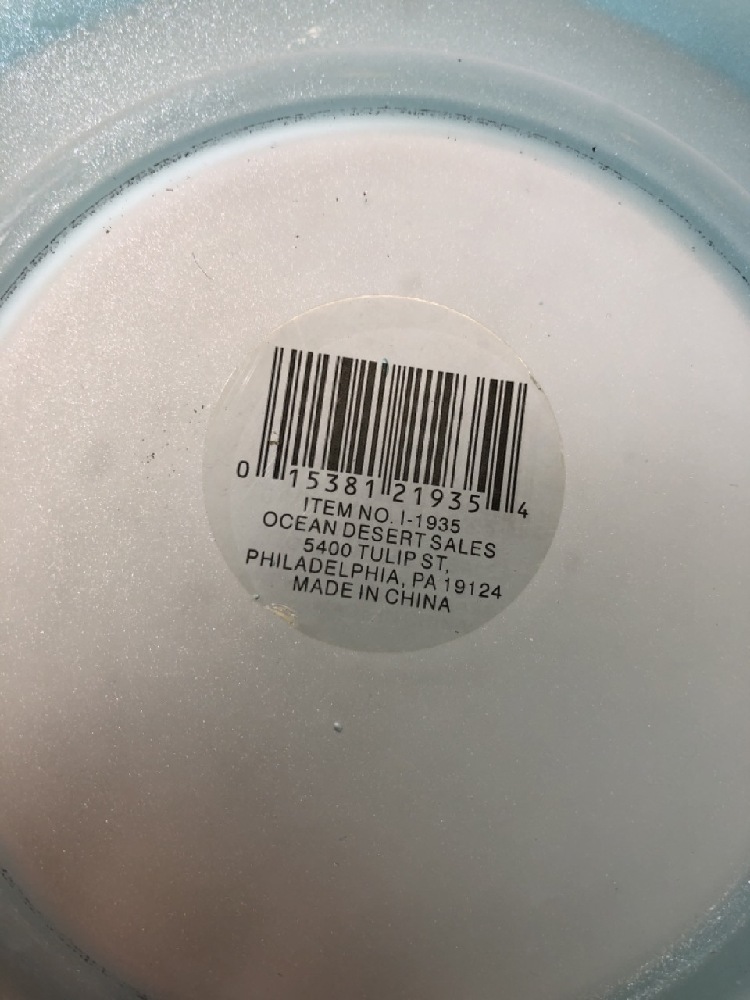 0 15381 21935 4
ITEM NO. I-1935
OCEAN DESERT SALES
5400 TULIP ST,
PHILADELPHIA, PA 19124
MADE IN CHINA